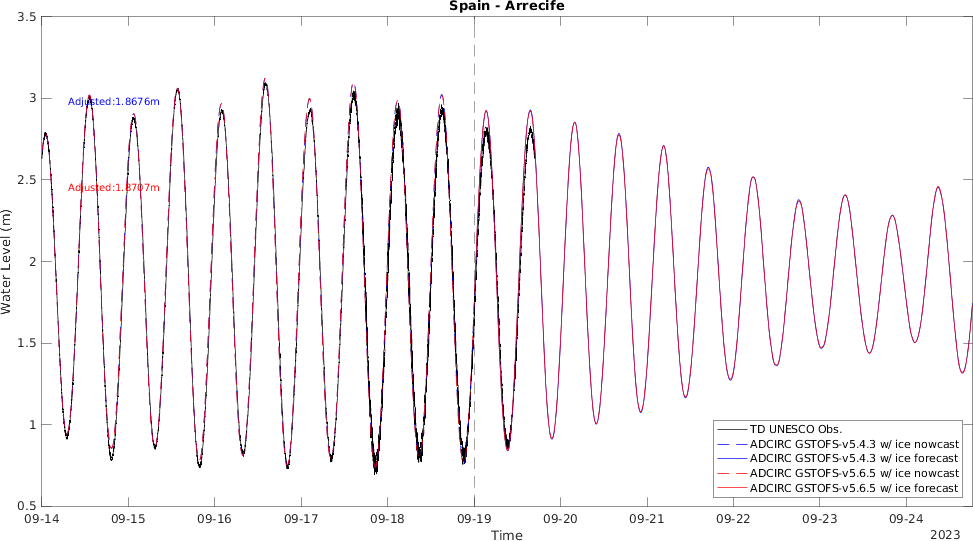 Spain - Arrecife
3.5
3
2.5
2
1.5
1
0.5
Water Level (m)
Adjusted:1.8676m
Adjusted:1.8707m
TD UNESCO Obs.
ADCIRC GSTOFS-v5.4.3 w/ ice nowcast
ADCIRC GSTOFS-v5.4.3 w/ ice forecast
ADCIRC GSTOFS-v5.6.5 w/ ice nowcast
ADCIRC GSTOFS-v5.6.5 w/ ice forecast
09-14 09-15 09-16 09-17 09-18 09-19 09-20 09-21 09-22 09-23 09-24
Time
2023